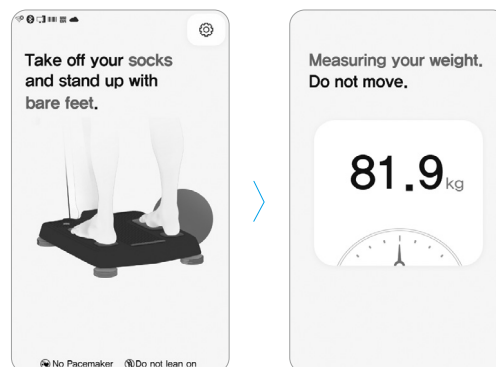 Take off your socks
and stand up with
bare feet.
No Pacemaker Do not lean on
Measuring your weight.
Do not move.
81.9kg